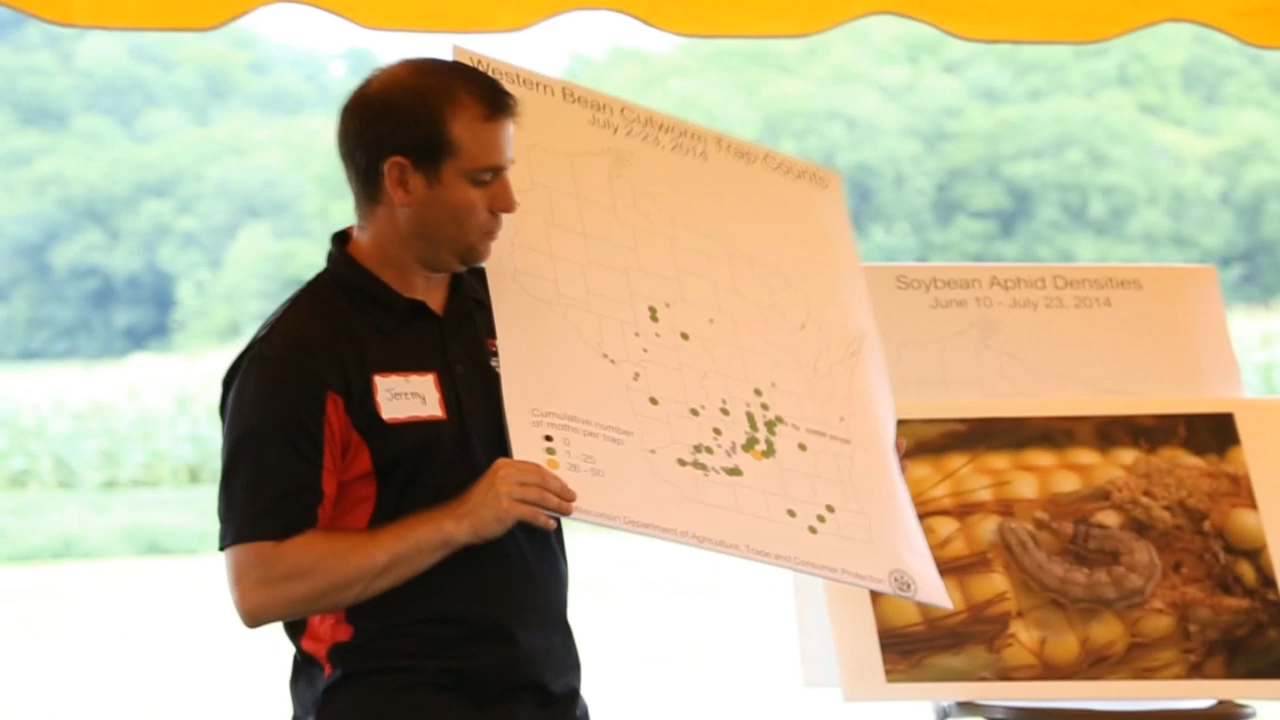 Western Bean Cutworm Trap Counts
July 2-23, 2014
Cumulative number
of moths per trap
0
1 - 25
26 - 50
Wisconsin Department of Agriculture, Trade and Consumer Protection
Jeremy
Soybean Aphid Densities
June 10 - July 23, 2014